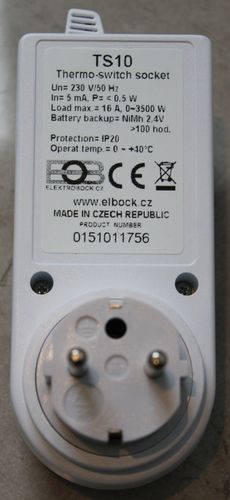 TS10
Thermo-switch socket
Un= 230 V/50 Hz
In= 5 mA, P= < 0.5 W
Load max.= 16 A, 0~3500 W
Battery backup= NiMh 2.4V
>100 hod.
Protection= IP20
Operat temp.= 0 ~ +40°C
EB CE
ELEKTROBOCK CZ
www.elbock.cz
MADE IN CZECH REPUBLIC
PRODUCT NUMBER
0151011756